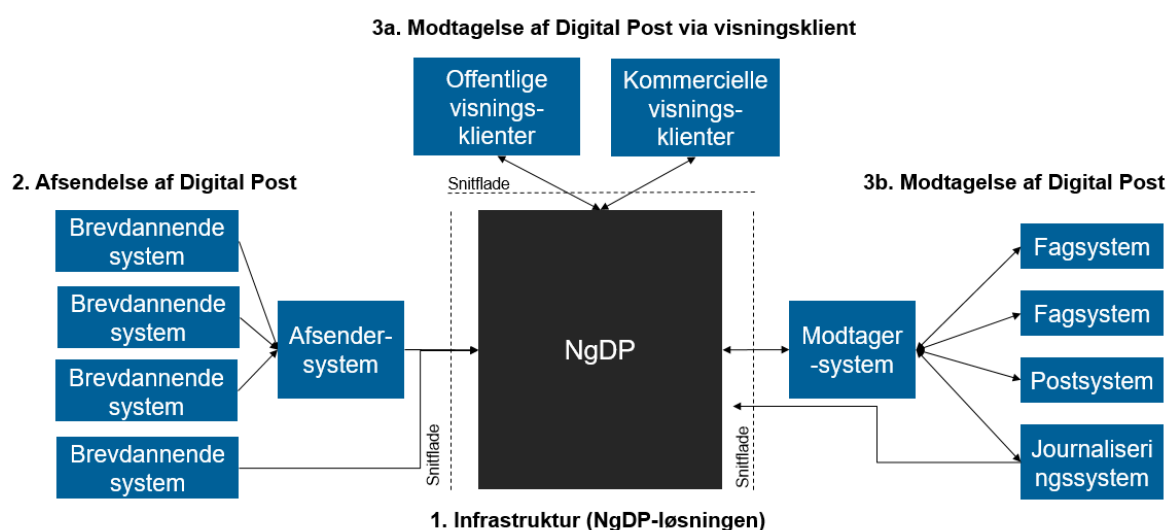 3a. Modtagelse af Digital Post via visningsklient
Offentlige
visnings-
klienter
Kommercielle
visnings-
klienter
2. Afsendelse af Digital Post
Snitflade
3b. Modtagelse af Digital Post
Brevdannende
system
Brevdannende
system
Brevdannende
system
Brevdannende
system
Afsender-
system
Snitflade
NgDP
Snitflade
Modtager
-system
Fagsystem
Fagsystem
Postsystem
Journaliseri
ngssystem
1. Infrastruktur (NgDP-løsningen)